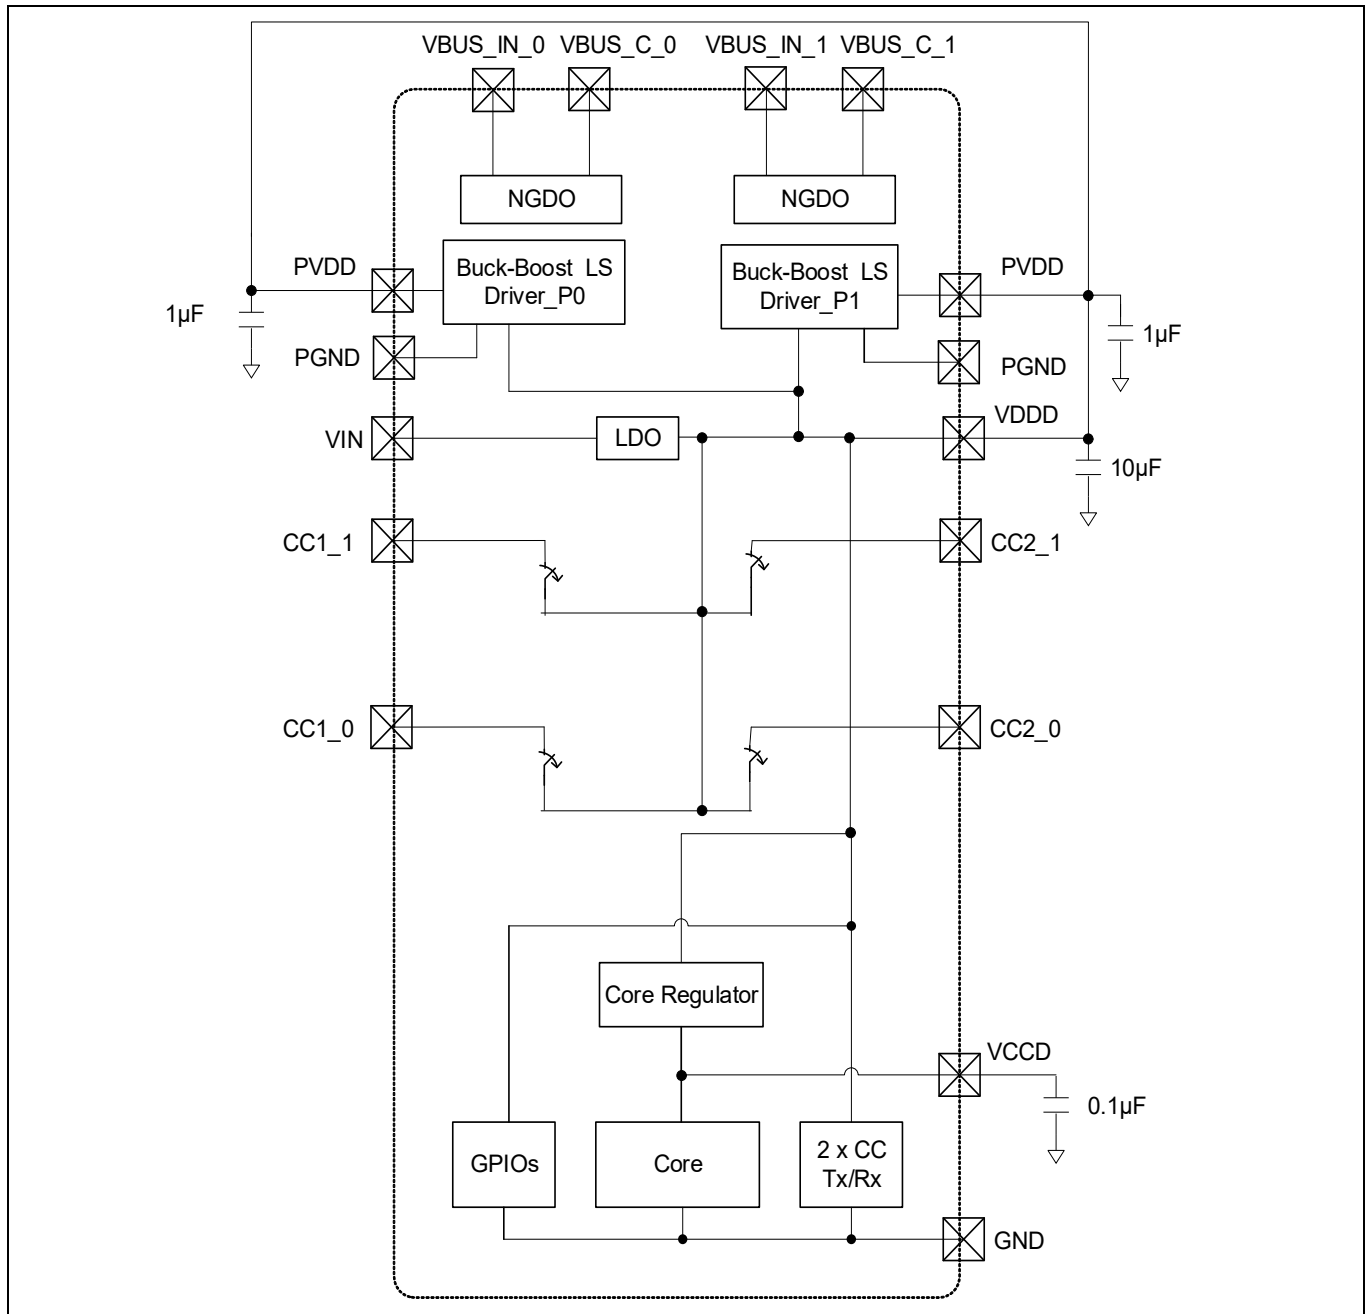 VBUS_IN_0 VBUS_C_0 VBUS_IN_1 VBUS_C_1
NGDO
NGDO
PVDD
Buck-Boost LS
Driver_P0
Buck-Boost LS
Driver_P1
PVDD
1µF
1µF
PGND
PGND
VIN
LDO
VDDD
10µF
CC1_1
CC2_1
CC1_0
CC2_0
Core Regulator
VCCD
0.1µF
GPIOs
Core
2 x CC
Tx/Rx
GND